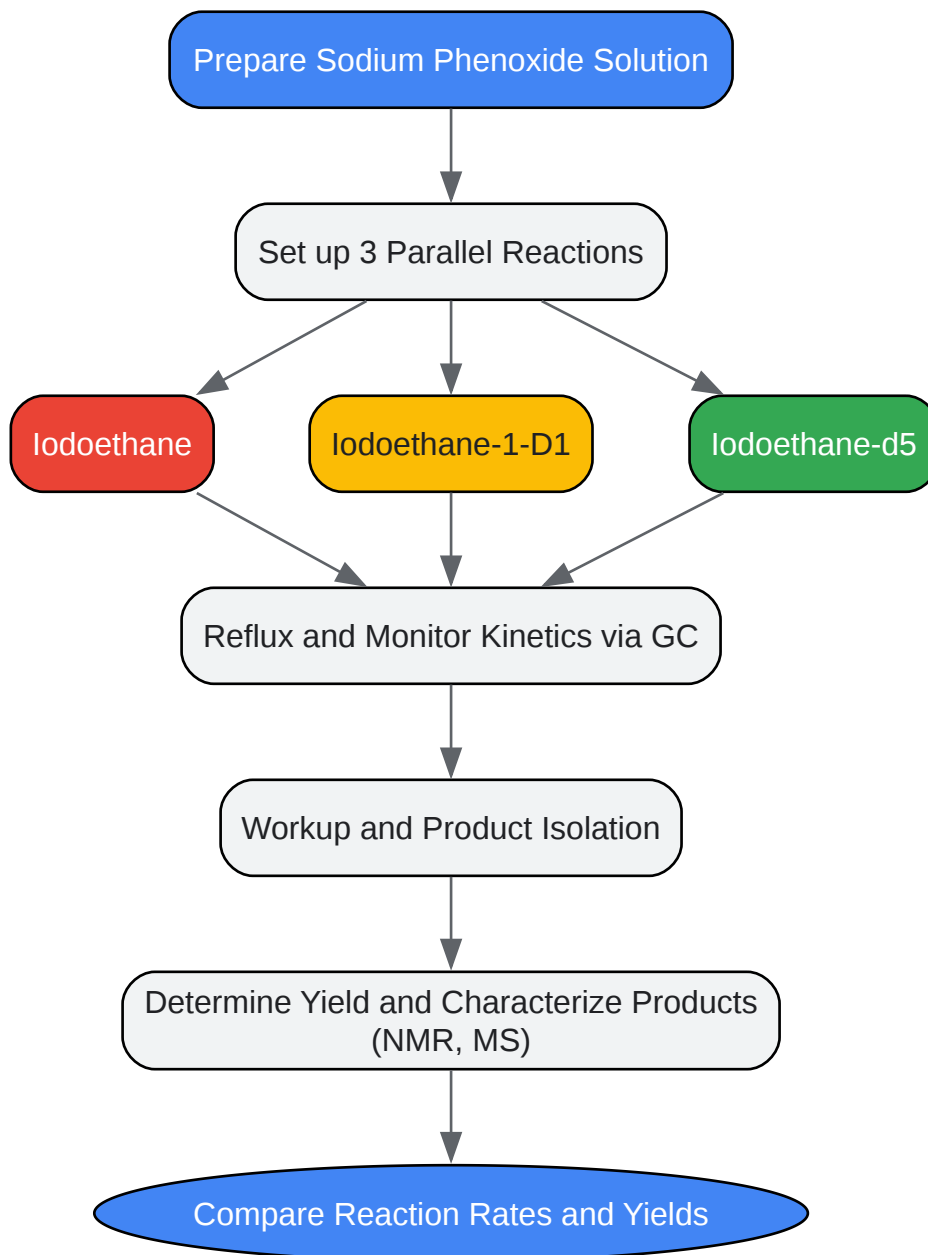 Prepare Sodium Phenoxide Solution
Set up 3 Parallel Reactions
Iodoethane
Iodoethane-1-D1
Iodoethane-d5
Reflux and Monitor Kinetics via GC
Workup and Product Isolation
Determine Yield and Characterize Products
(NMR, MS)
Compare Reaction Rates and Yields